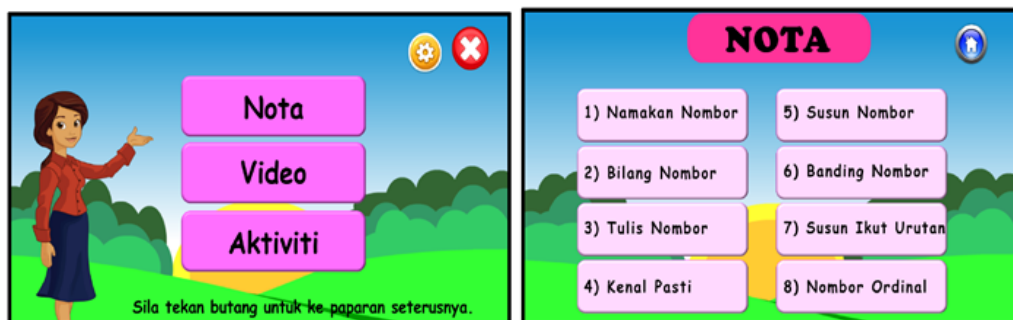 Nota
Video
Aktiviti
Sila tekan butang untuk ke paparan seterusnya.
NOTA
1) Namakan Nombor
2) Bilang Nombor
3) Tulis Nombor
4) Kenal Pasti
5) Susun Nombor
6) Banding Nombor
7) Susun Ikut Urutan
8) Nombor Ordinal